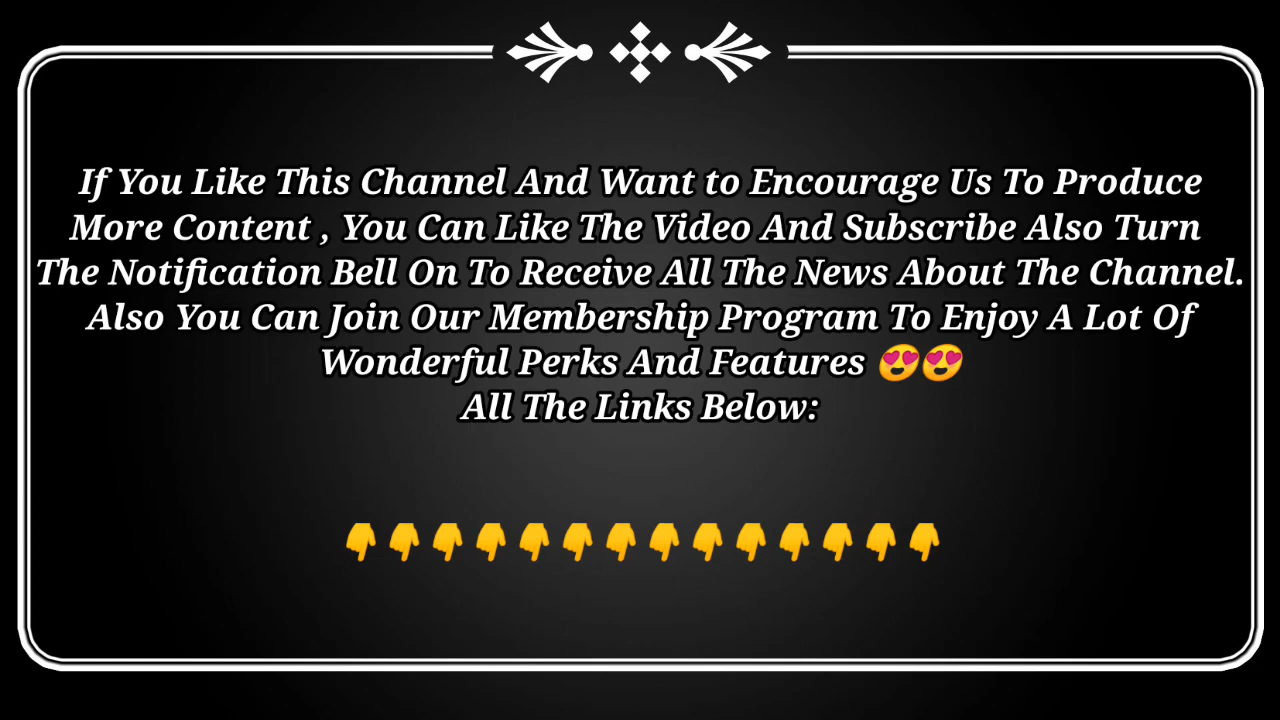 If You Like This Channel And Want to Encourage Us To Produce
More Content , You Can Like The Video And Subscribe Also Turn
The Notification Bell On To Receive All The News About The Channel.
Also You Can Join Our Membership Program To Enjoy A Lot Of
Wonderful Perks And Features 😍😍
All The Links Below:
👇👇👇👇👇👇👇👇👇👇👇👇👇👇